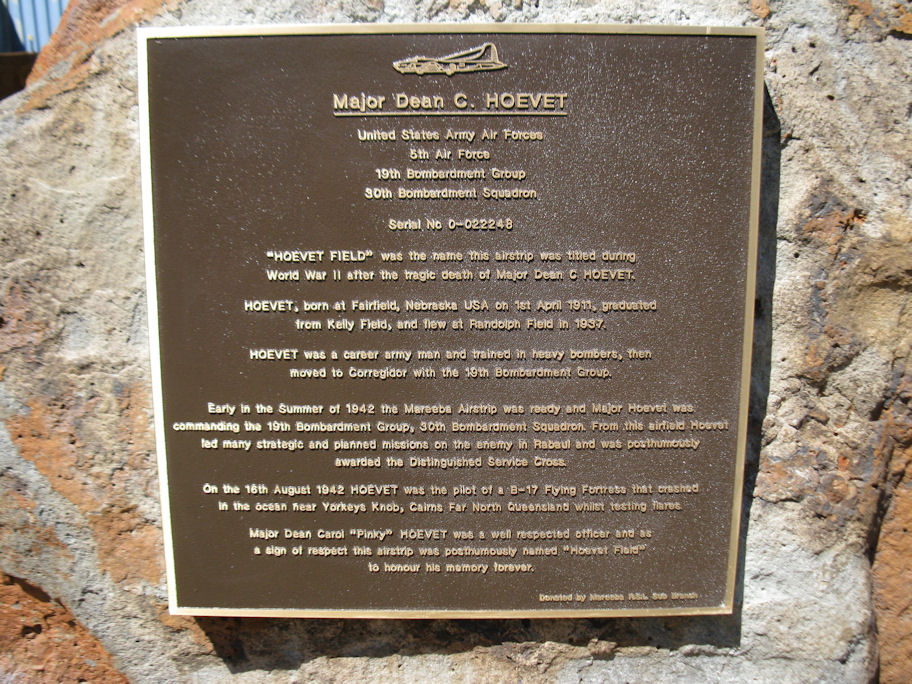 Major Dean C. HOEVET
United States Army Air Forces
5th Air Force
19th Bombardment Group
30th Bombardment Squadron
Serial No 0-022248
"HOEVET FIELD" was the name this airstrip was titled during
World War II after the tragic death of Major Dean C HOEVET.
HOEVET, born at Fairfield, Nebraska USA on 1st April 1911, graduated
from Kelly Field, and flew at Randolph Field in 1937.
HOEVET was a career army man and trained in heavy bombers, then
moved to Corregidor with the 19th Bombardment Group.
Early in the Summer of 1942 the Mareeba Airstrip was ready and Major Hoevet was
commanding the 19th Bombardment Group, 30th Bombardment Squadron. From this airfield Hoevet
led many strategic and planned missions on the enemy in Rabaul and was posthumously
awarded the Distinguished Service Cross.
On the 16th August 1942 HOEVET was the pilot of a B-17 Flying Fortress that crashed
in the ocean near Yorkeys Knob, Cairns Far North Queensland whilst testing flares.
Major Dean Carol "Pinky" HOEVET was a well respected officer and as
a sign of respect this airstrip was posthumously named "Hoevet Field"
to honour his memory forever.
Donated by Mareeba R.S.L. Sub Branch